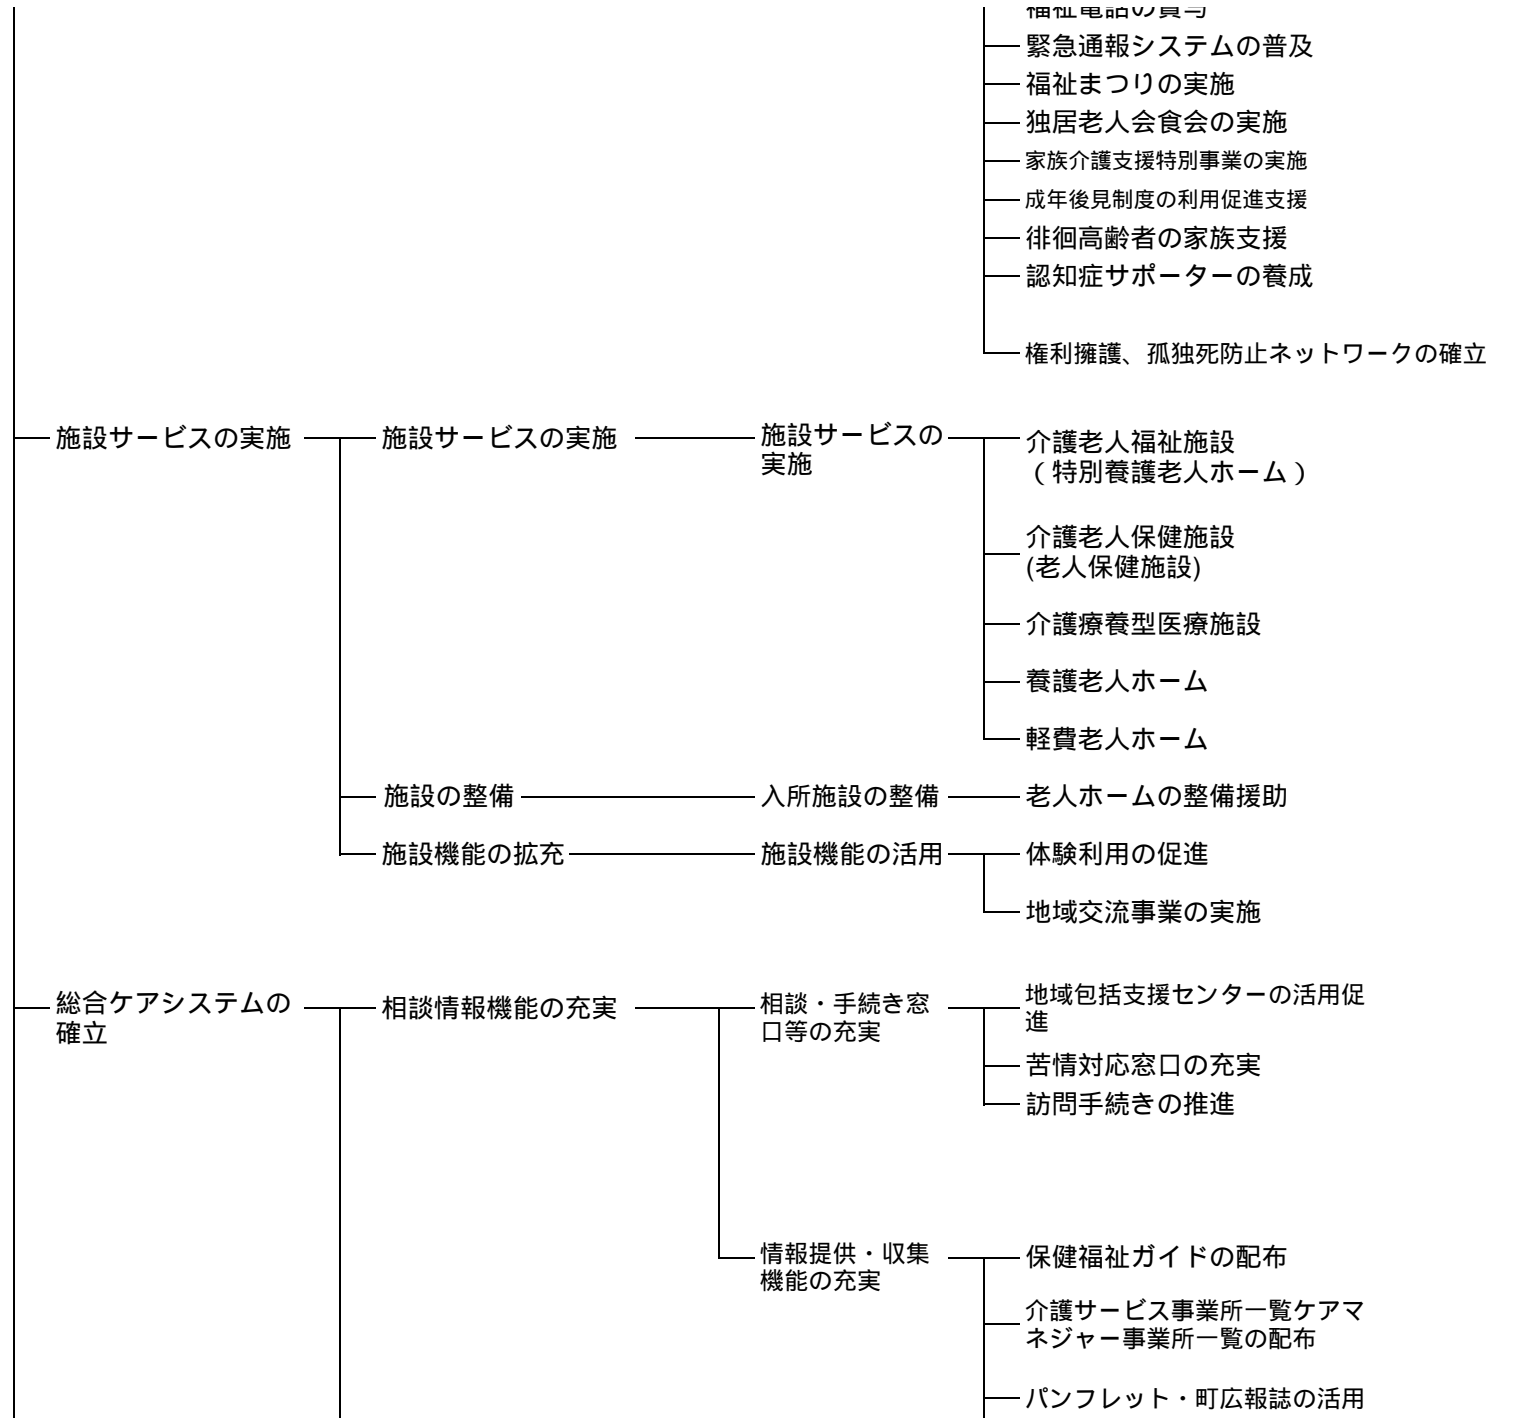 緊急通報システムの普及
福祉まつりの実施
独居老人会食会の実施
家族介護支援特別事業の実施
成年後見制度の利用促進支援
徘徊高齢者の家族支援
認知症サポーターの養成
権利擁護、孤独死防止ネットワークの確立
施設サービスの実施
施設サービスの実施
施設サービスの
実施
介護老人福祉施設
（特別養護老人ホーム）
介護老人保健施設
(老人保健施設)
介護療養型医療施設
養護老人ホーム
軽費老人ホーム
施設の整備
入所施設の整備
老人ホームの整備援助
施設機能の拡充
施設機能の活用
体験利用の促進
地域交流事業の実施
総合ケアシステムの
確立
相談情報機能の充実
相談・手続き窓
口等の充実
地域包括支援センターの活用促
進
苦情対応窓口の充実
訪問手続きの推進
情報提供・収集
機能の充実
保健福祉ガイドの配布
介護サービス事業所一覧ケアマ
ネジャー事業所一覧の配布
パンフレット・町広報誌の活用